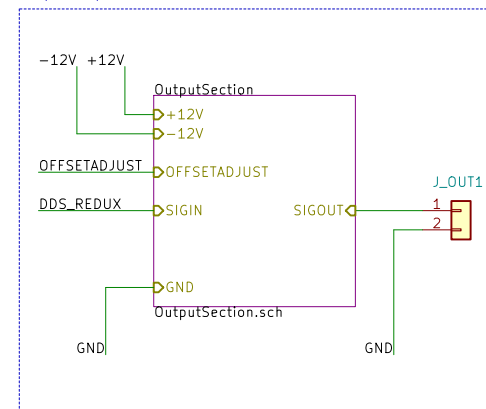 -12V +12V
OutputSection
+12V
-12V
OFFSETADJUST
OFFSETADJUST
DDS_REDUX
SIGIN
SIGOUT
J_OUT1
1
2
GND
OutputSection.sch
GND
GND